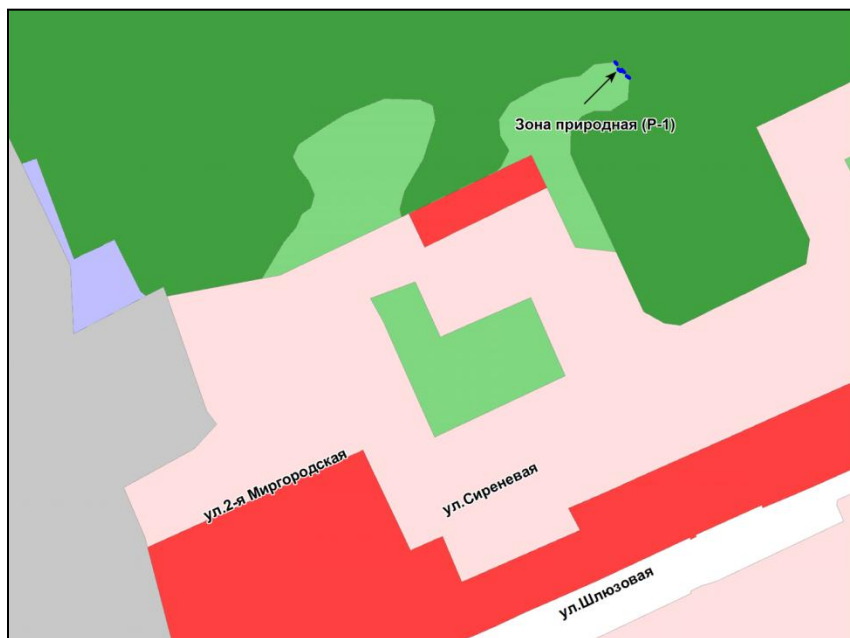 Зона природная (Р-1)
ул.2-я Миргородская
ул.Сиреневая
ул.Шлюзовая